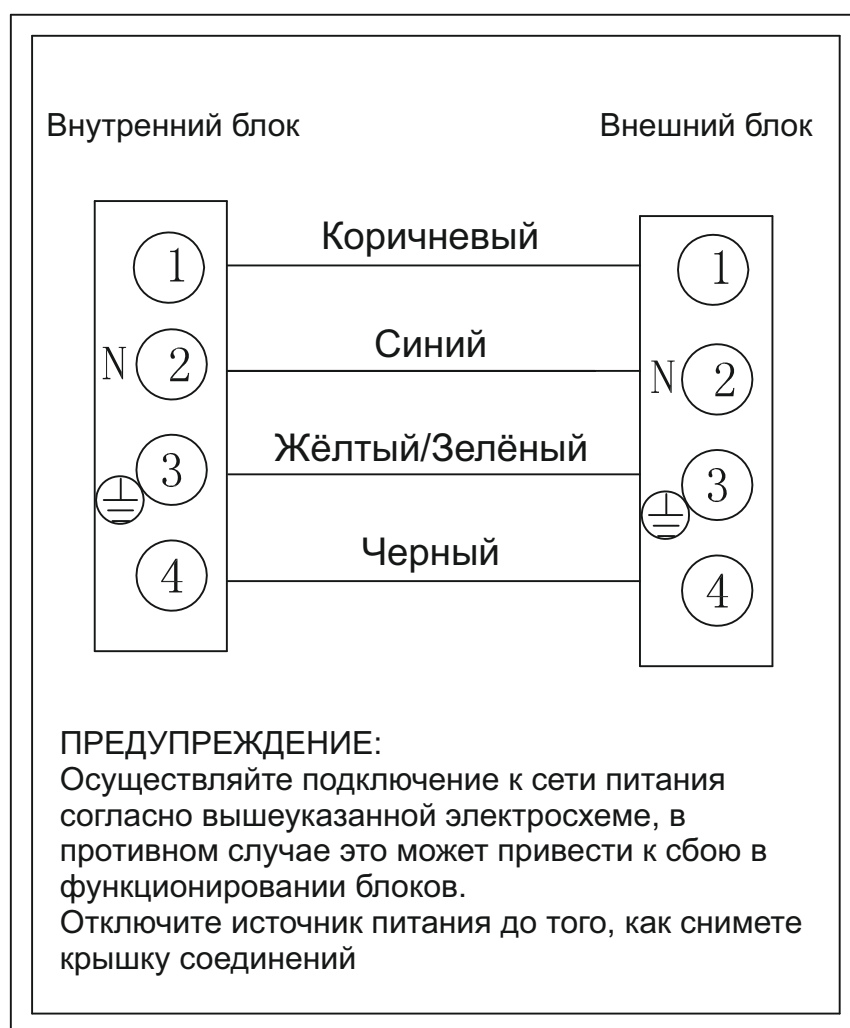 Внутренний блок Внешний блок
Коричневый
1 1
Синий
N 2 N 2
Жёлтый/Зелёный
3 3
Черный
4 4
ПРЕДУПРЕЖДЕНИЕ:
Осуществляйте подключение к сети питания
согласно вышеуказанной электросхеме, в
противном случае это может привести к сбою в
функционировании блоков.
Отключите источник питания до того, как снимете
крышку соединений